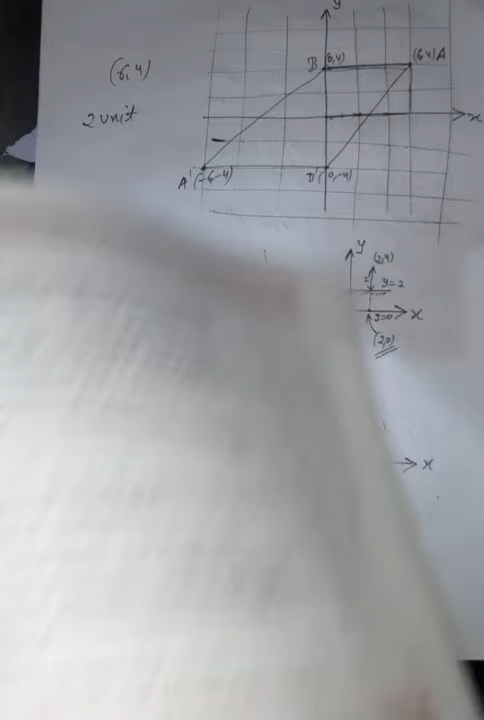 y
(6,4)
B (0,4) (6,4) A
2 unit
x
A' (-6,-4) B' (0,-4)
y
(2,4)
y=2
y=0 x
(2,0)
x